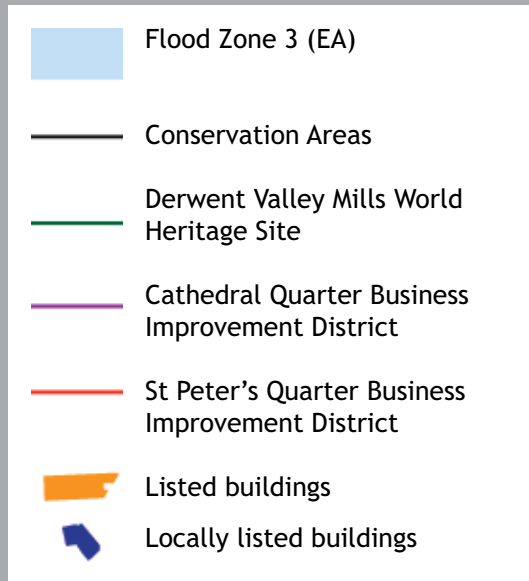 Flood Zone 3 (EA)
Conservation Areas
Derwent Valley Mills World
Heritage Site
Cathedral Quarter Business
Improvement District
St Peter’s Quarter Business
Improvement District
Listed buildings
Locally listed buildings